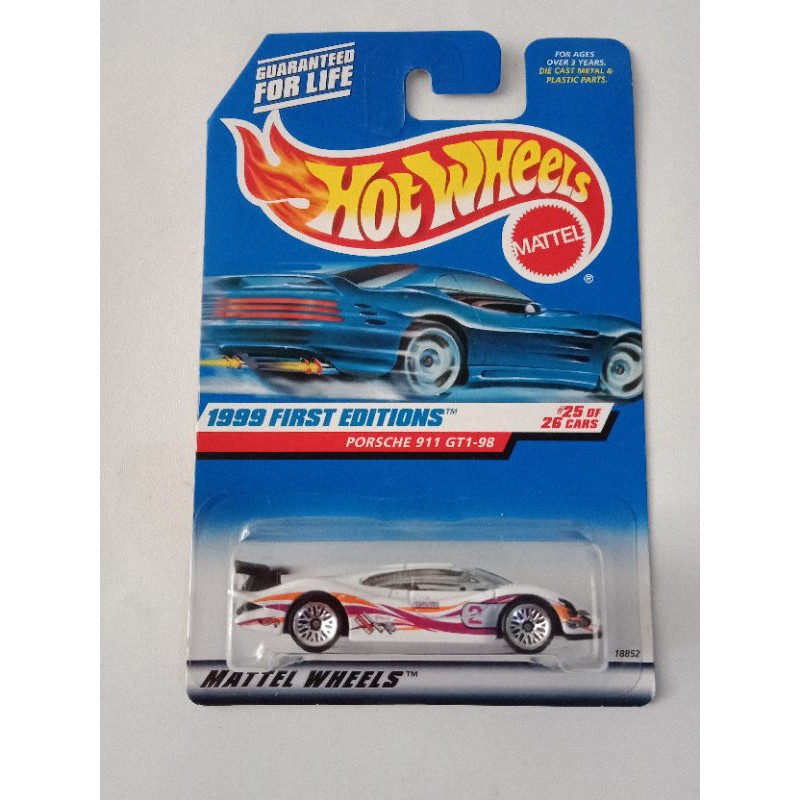 GUARANTEED
FOR LIFE
FOR AGES
OVER 3 YEARS.
DIE CAST METAL &
PLASTIC PARTS.
HOT WHEELS
MATTEL
®
1999 FIRST EDITIONS™
#25 OF
26 CARS
PORSCHE 911 GT1-98
2
18852
MATTEL WHEELS™